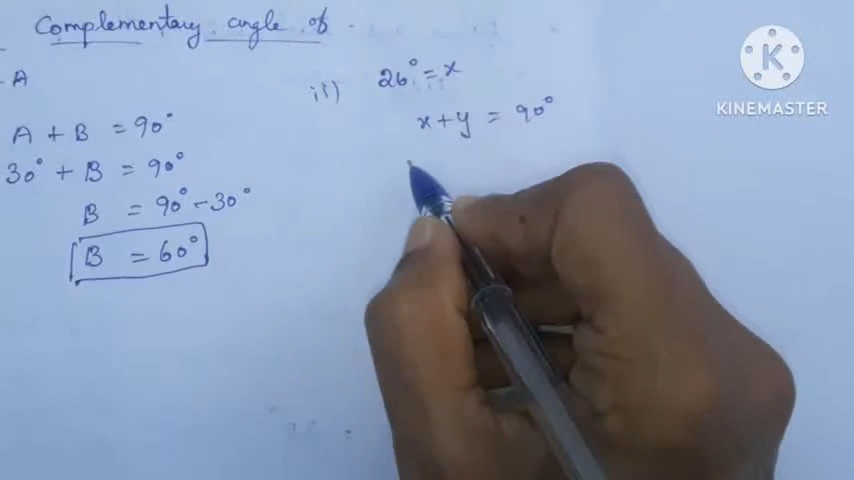 Complementary angle of
- A
A + B = 90°
30° + B = 90°
B = 90° - 30°
B = 60°
ii) 26° = x
x + y = 90°
KINEMASTER